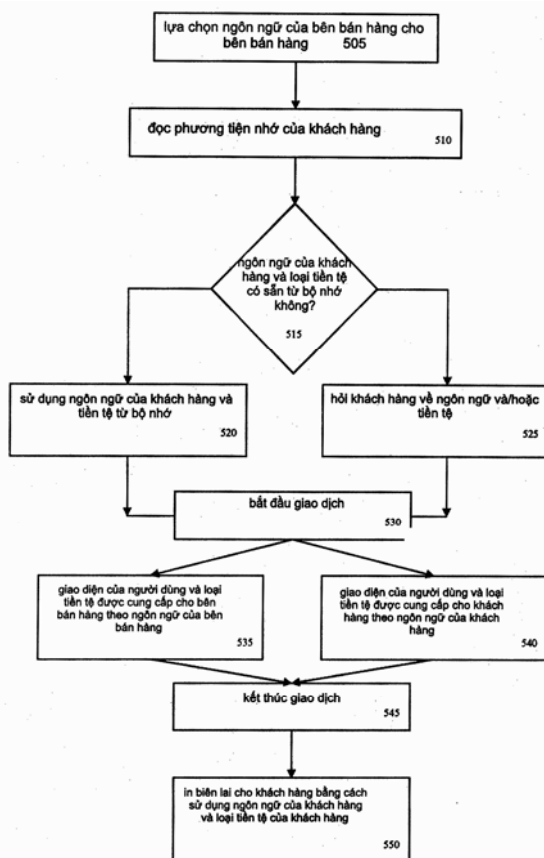 lựa chọn ngôn ngữ của bên bán hàng cho
bên bán hàng 505
đọc phương tiện nhớ của khách hàng
510
ngôn ngữ của khách
hàng và loại tiền tệ
có sẵn từ bộ nhớ
không?
515
sử dụng ngôn ngữ của khách hàng và
tiền tệ từ bộ nhớ
520
hỏi khách hàng về ngôn ngữ và/hoặc
tiền tệ
525
bắt đầu giao dịch
530
giao diện của người dùng và loại
tiền tệ được cung cấp cho bên
bán hàng theo ngôn ngữ của bên
bán hàng
535
giao diện của người dùng và loại
tiền tệ được cung cấp cho khách
hàng theo ngôn ngữ của khách
hàng
540
kết thúc giao dịch
545
in biên lai cho khách hàng bằng cách
sử dụng ngôn ngữ của khách hàng
và loại tiền tệ của khách hàng
550